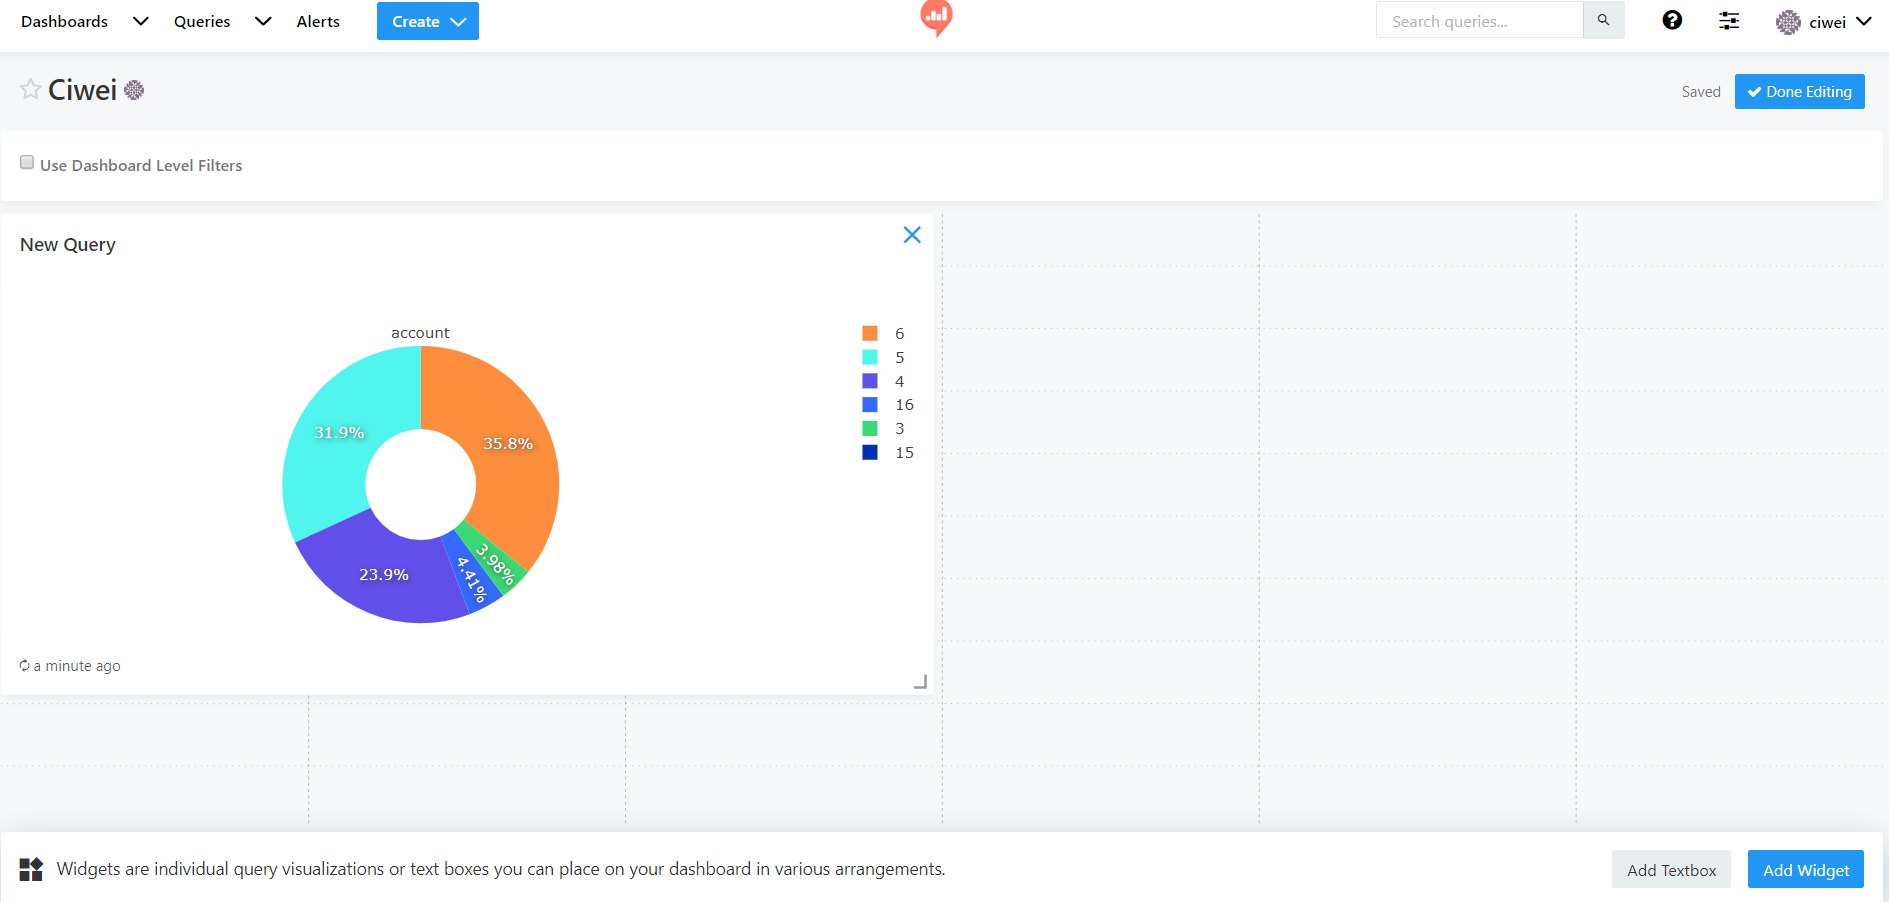 Dashboards Queries Alerts Create Search queries... ciwei
Ciwei Saved Done Editing
Use Dashboard Level Filters
New Query
account
6
5
4
16
3
15
31.9%
35.8%
23.9%
4.41%
3.98%
a minute ago
Widgets are individual query visualizations or text boxes you can place on your dashboard in various arrangements. Add Textbox Add Widget